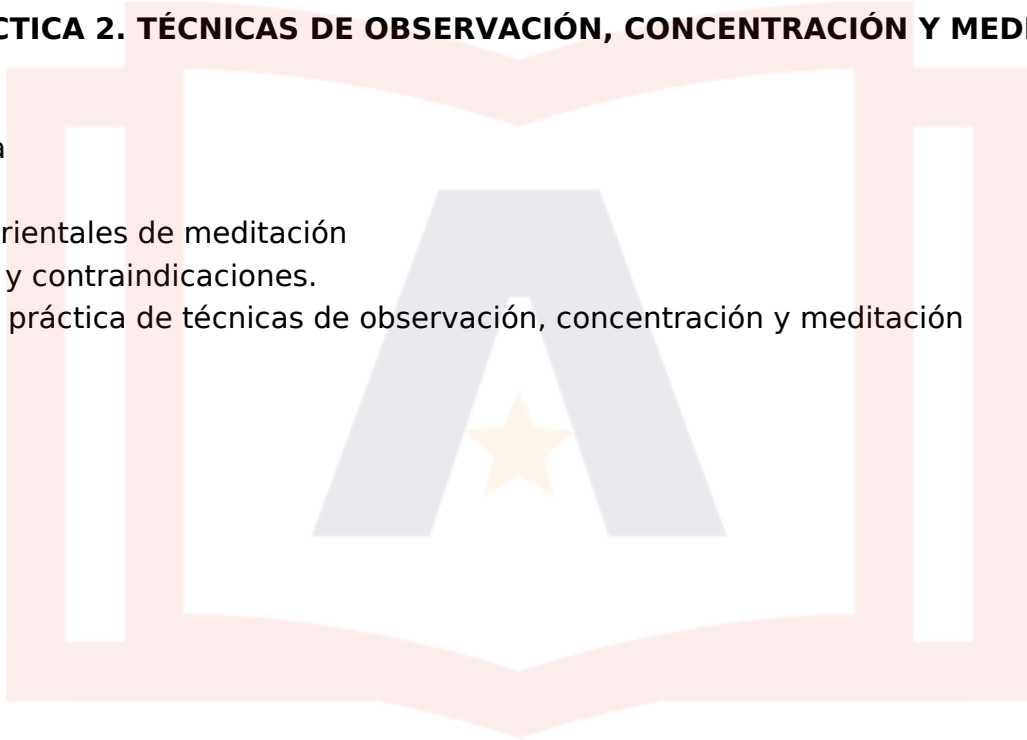 CTICA 2. TÉCNICAS DE OBSERVACIÓN, CONCENTRACIÓN Y MED
a
rientales de meditación
y contraindicaciones.
práctica de técnicas de observación, concentración y meditación